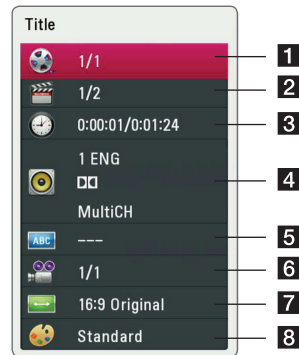 Title
1/1 1
1/2 2
0:00:01/0:01:24 3
1 ENG
MultiCH 4
ABC --- 5
1/1 6
16:9 Original 7
Standard 8